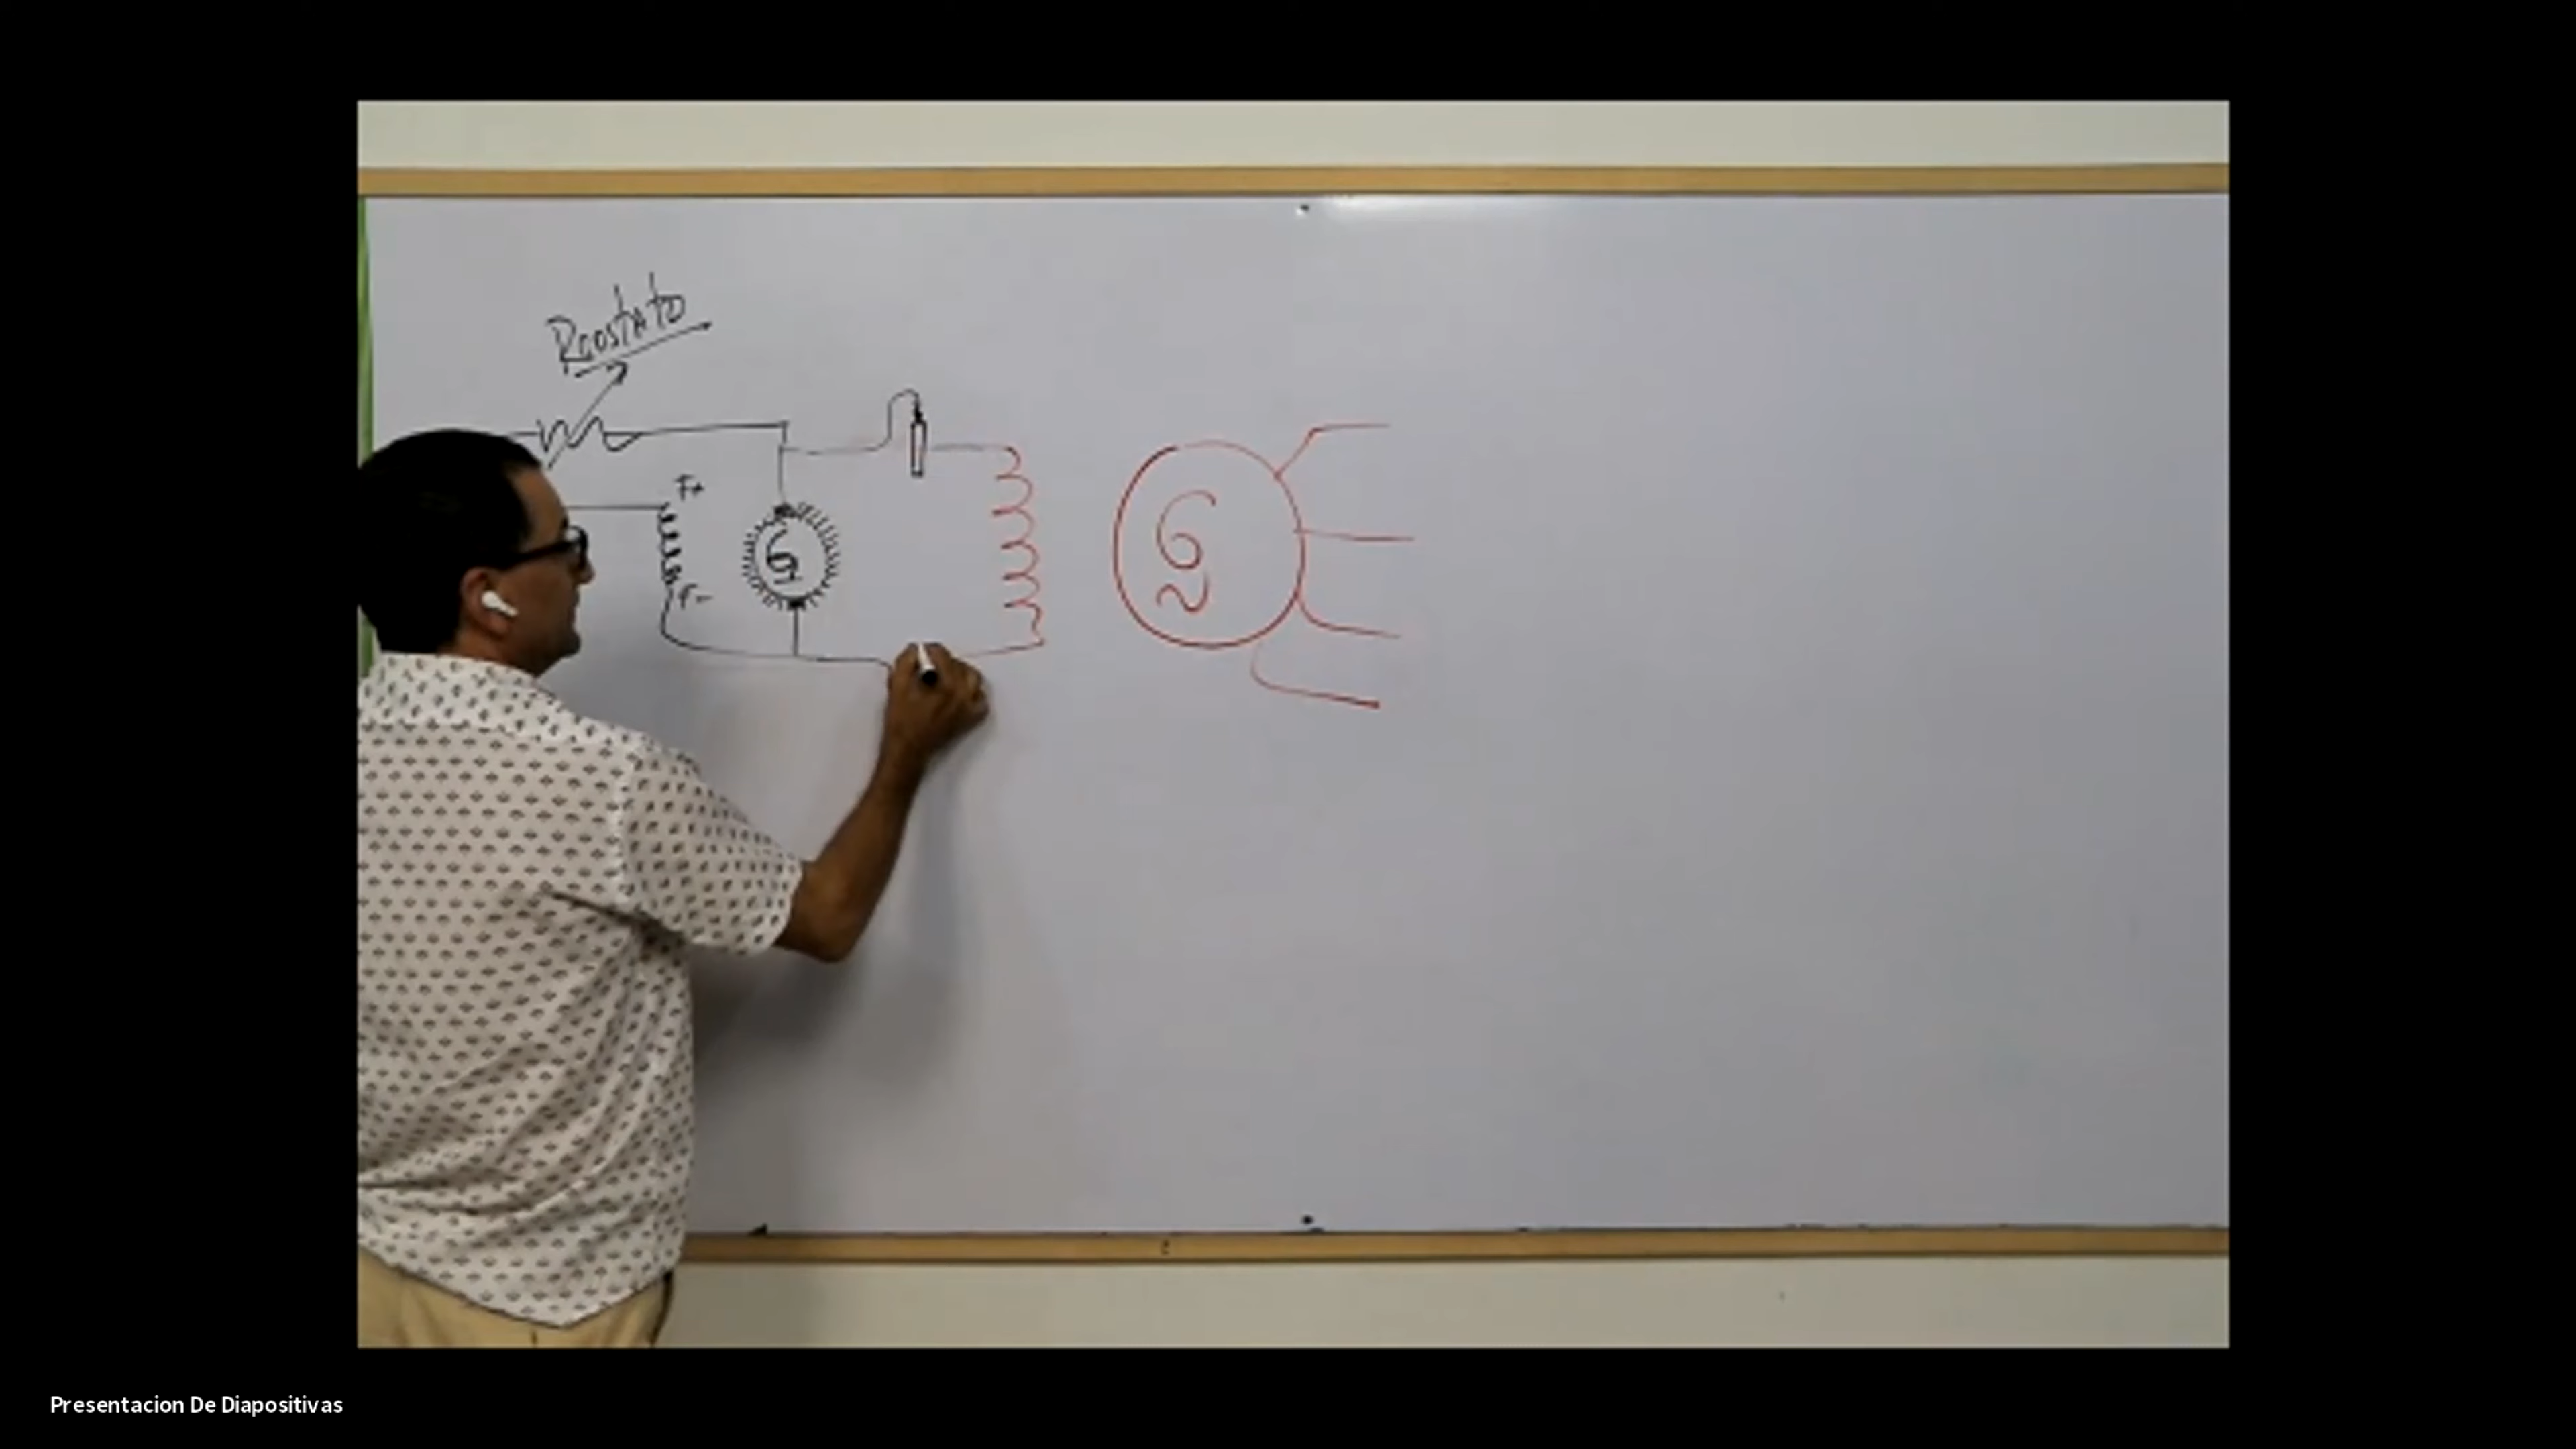 Reostato
F+
G
F-
G
~
Presentacion De Diapositivas